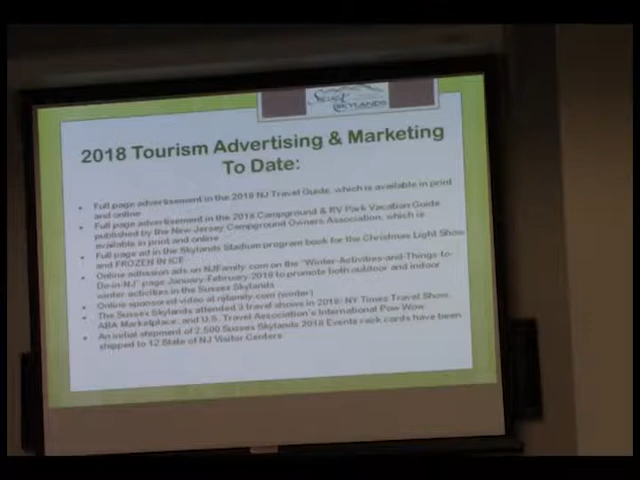 Sussex
SKYLANDS
2018 Tourism Advertising & Marketing
To Date:
• Full page advertisement in the 2018 NJ Travel Guide, which is available in print
and online
• Full page advertisement in the 2018 Campground & RV Park Vacation Guide
published by the New Jersey Campground Owners Association, which is
available in print and online
• Full page ad in the Skylands Stadium program book for the Christmas Light Show
and FROZEN IN ICE
• Online admission ads on NJFamily.com on the "Winter-Activities-and-Things-to-
Do-in-NJ" page January-February 2018 to promote both outdoor and indoor
winter activities in the Sussex Skylands
• Online sponsored video at njfamily.com (winter)
• The Sussex Skylands attended 3 travel shows in 2018: NY Times Travel Show,
ABA Marketplace, and U.S. Travel Association's International Pow Wow
• An initial shipment of 2,500 Sussex Skylands 2018 Events rack cards have been
shipped to 12 State of NJ Visitor Centers